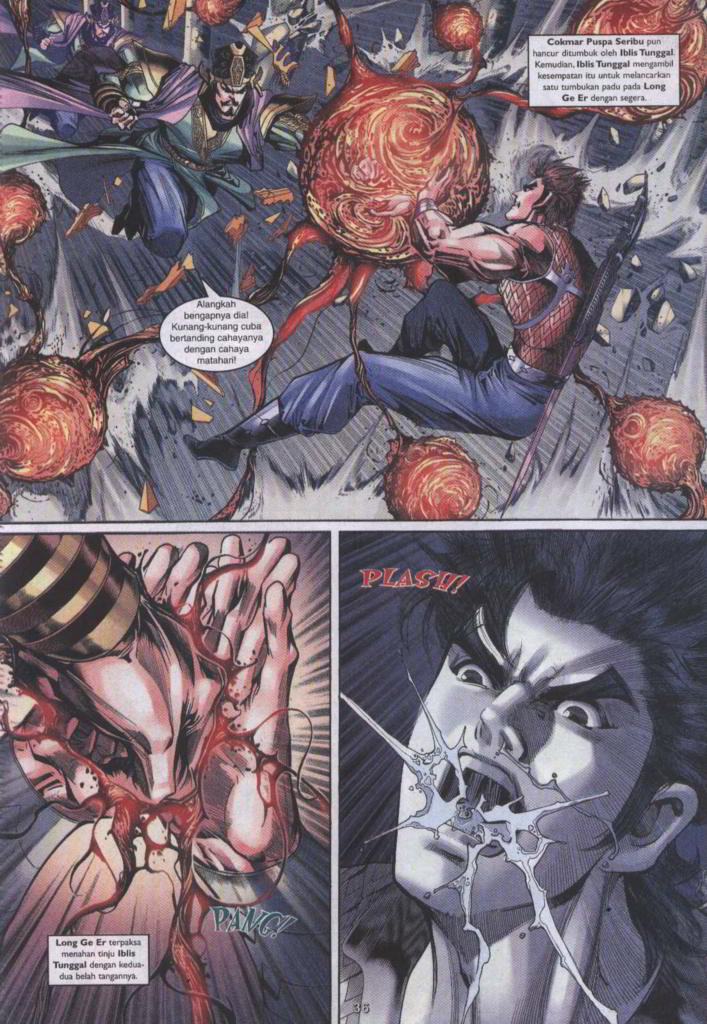 Cokmar Puspa Seribu pun
hancur ditumbuk oleh Iblis Tunggal.
Kemudian, Iblis Tunggal mengambil
kesempatan itu untuk melancarkan
satu tumbukan padu pada Long
Ge Er dengan segera.
Alangkah
bengapnya dia!
Kunang-kunang cuba
bertanding cahayanya
dengan cahaya
matahari!
PANG!
Long Ge Er terpaksa
menahan tinju Iblis
Tunggal dengan kedua-
dua belah tangannya.
PLASH!
36